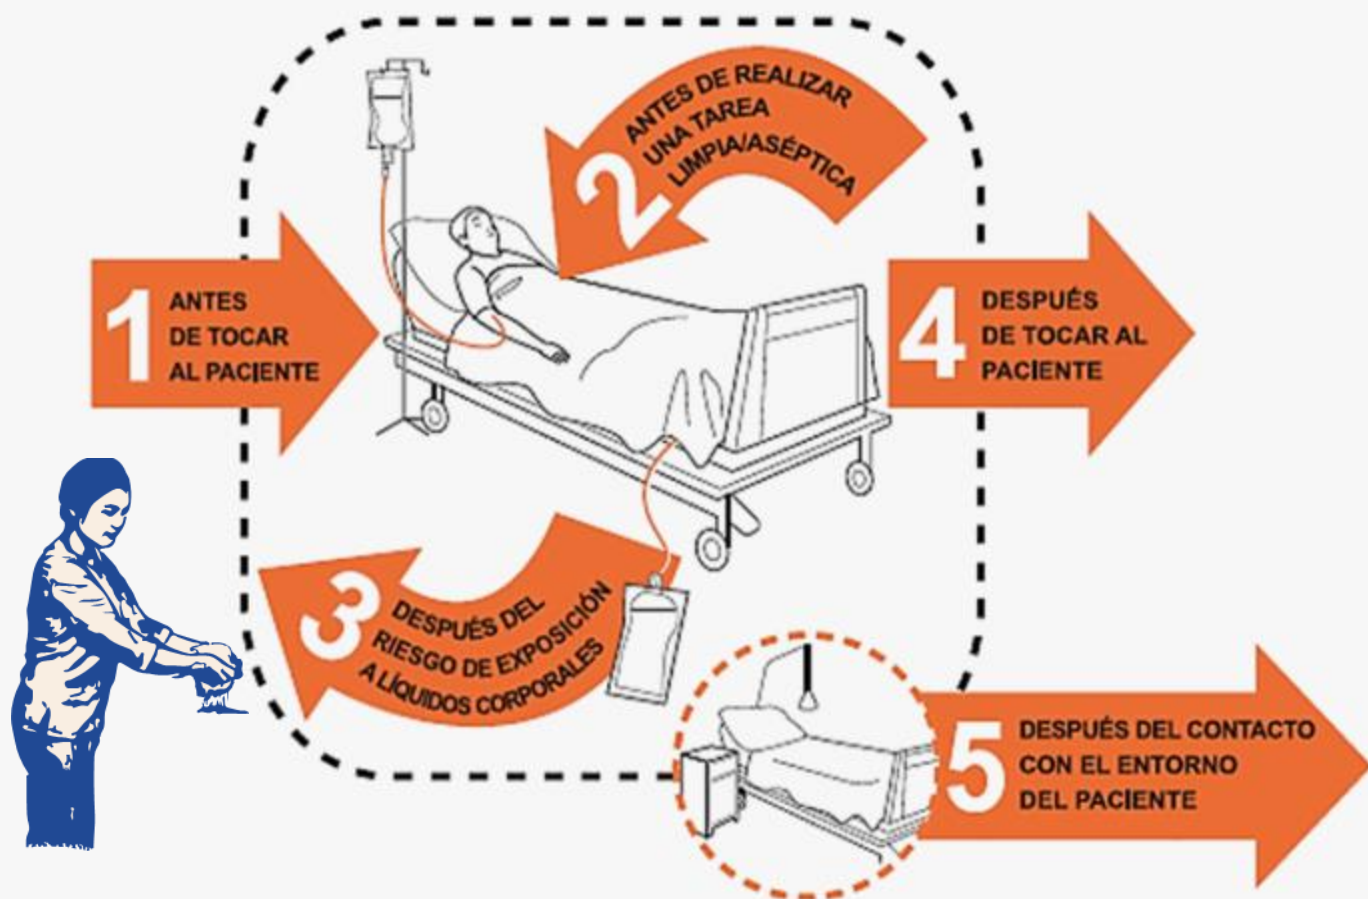 1
ANTES
DE TOCAR
AL PACIENTE
2
ANTES DE REALIZAR
UNA TAREA
LIMPIA/ASÉPTICA
3
DESPUÉS DEL
RIESGO DE EXPOSICIÓN
A LÍQUIDOS CORPORALES
4
DESPUÉS
DE TOCAR AL
PACIENTE
5
DESPUÉS DEL CONTACTO
CON EL ENTORNO
DEL PACIENTE